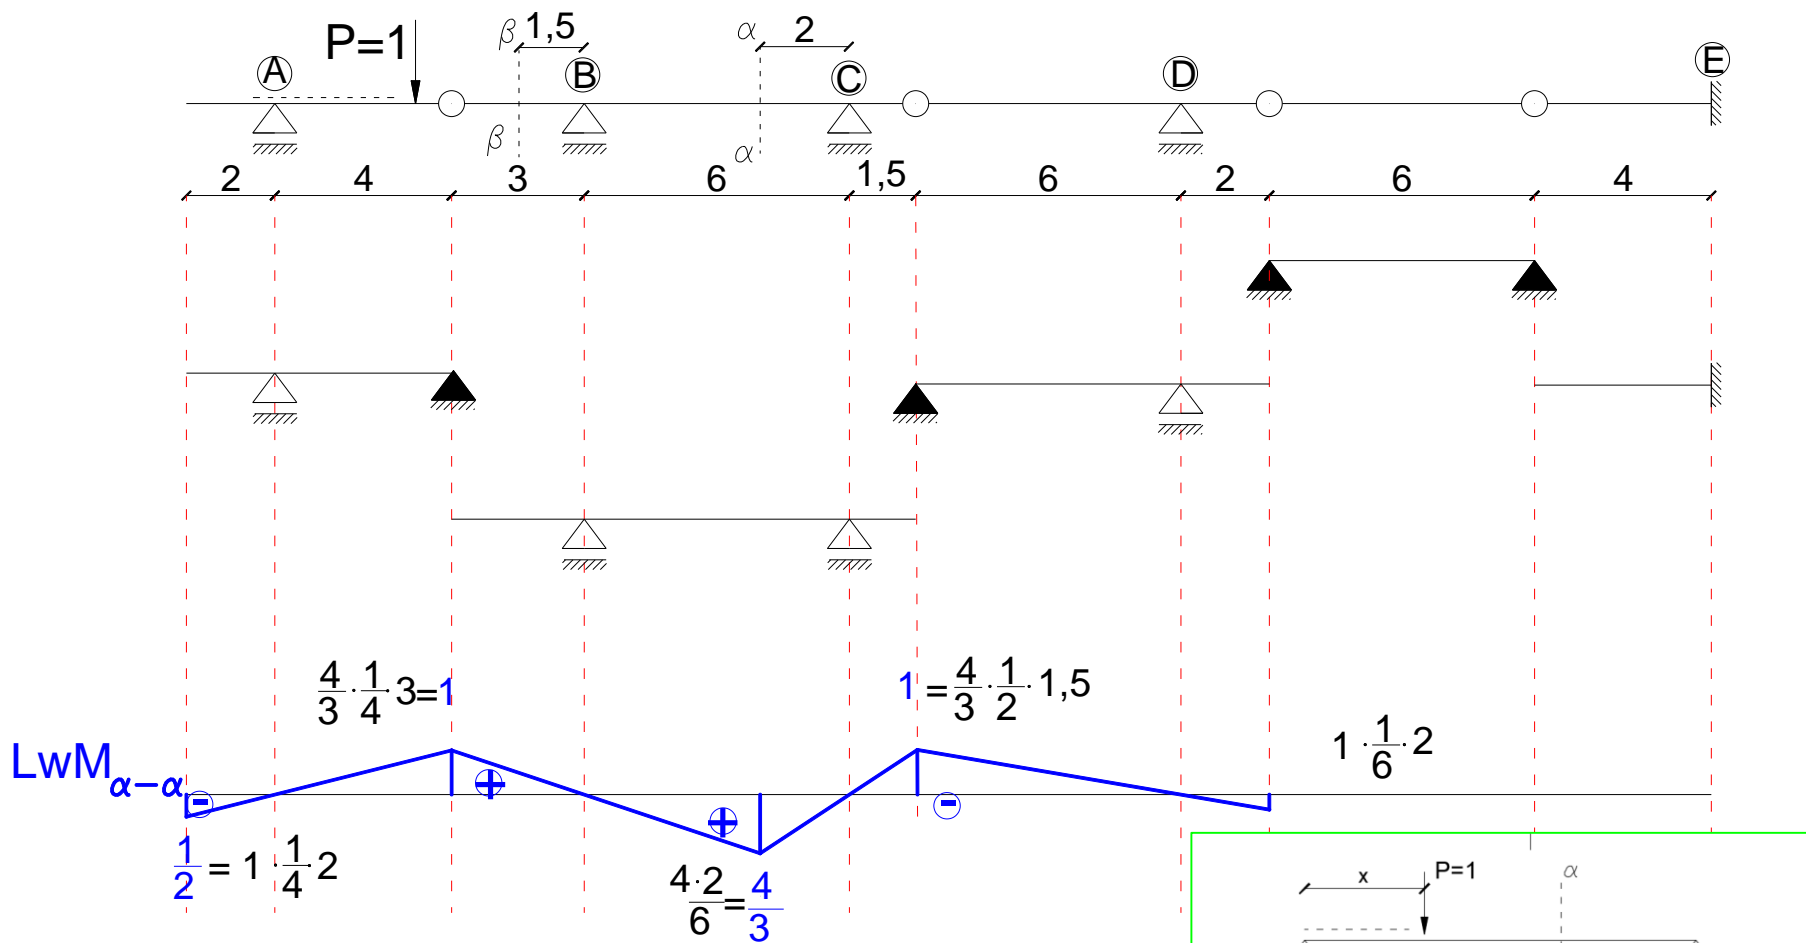 P=1 β 1,5 α 2
A B C D E
β α
2 4 3 6 1,5 6 2 6 4
4/3 · 1/4 · 3 = 1
1 = 4/3 · 1/2 · 1,5
1 · 1/6 · 2
LwM α-α
- + + -
1/2 = 1 · 1/4 · 2
4·2/6 = 4/3
x P=1 α